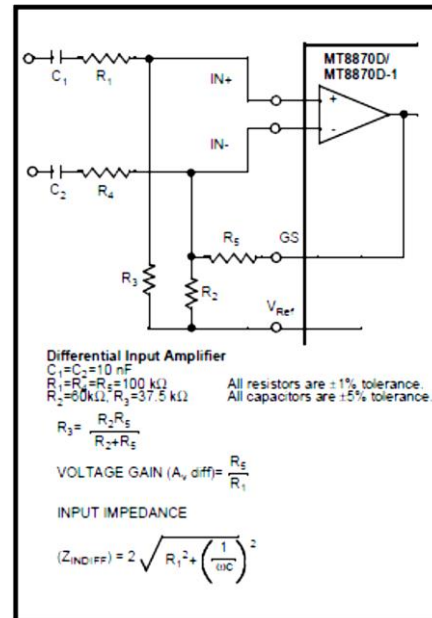 MT8870D/
MT8870D-1
C1
R1
IN+
+
IN-
-
C2
R4
R5
GS
R3
R2
VRef
Differential Input Amplifier
C1=C2=10 nF
R1=R4=R5=100 kΩ
All resistors are ±1% tolerance.
R2=60kΩ, R3=37.5 kΩ
All capacitors are ±5% tolerance.
R3= R2R5
R2+R5
VOLTAGE GAIN (Av diff)= R5
R1
INPUT IMPEDANCE
(ZINDIFF) = 2 √ R1²+ ( 1 ) 2
ωc